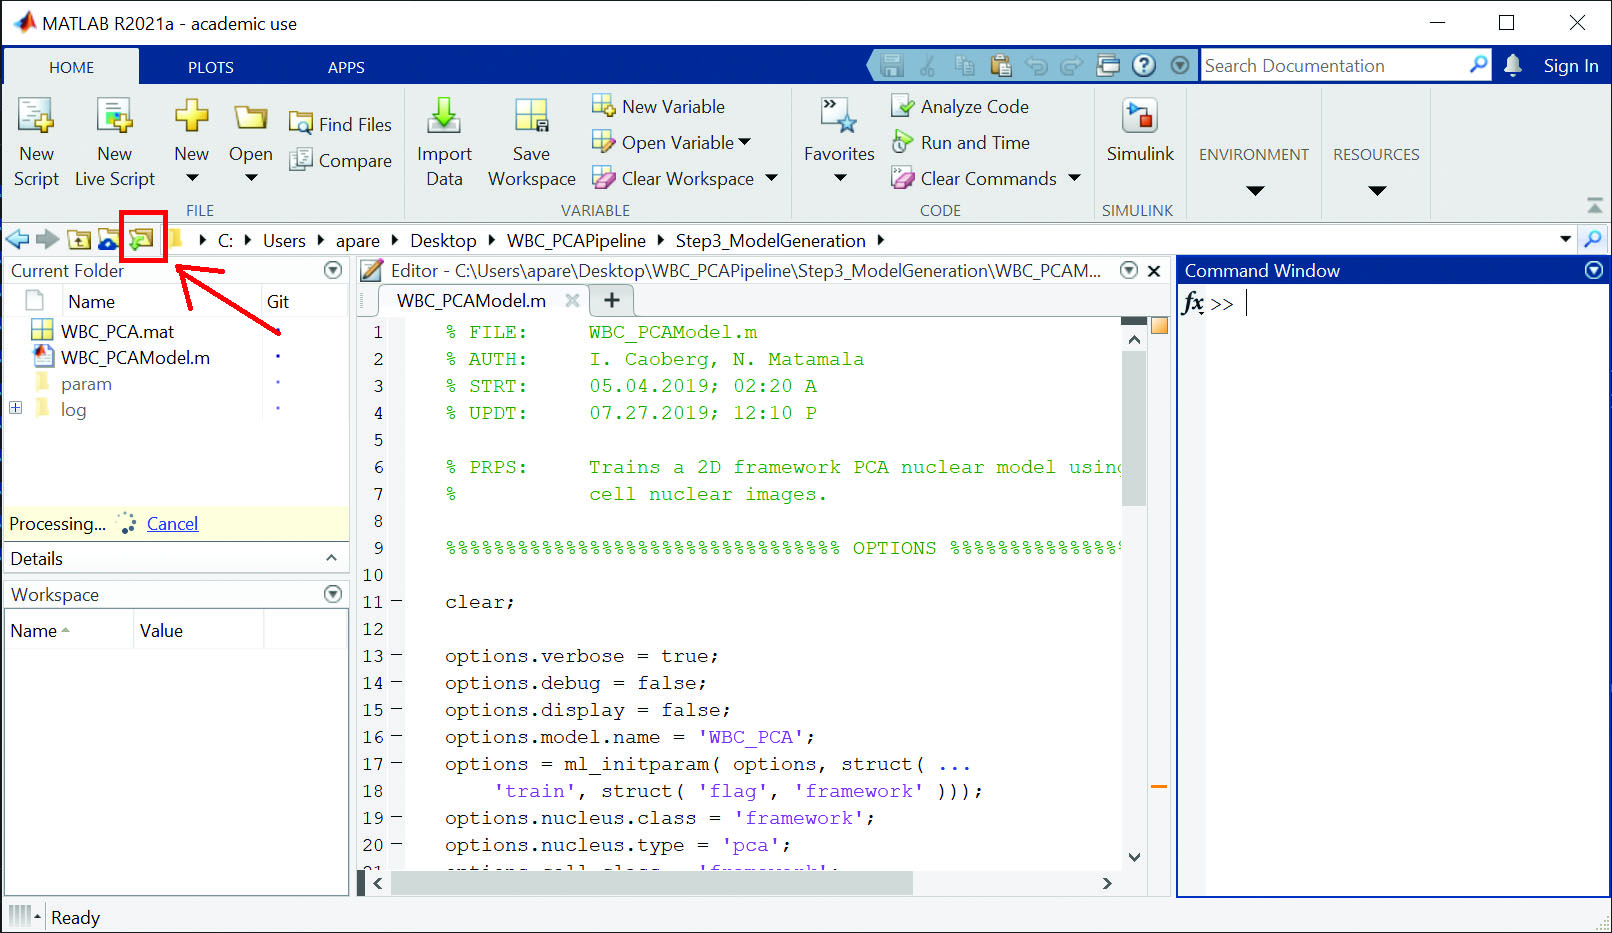 MATLAB R2021a - academic use
HOME PLOTS APPS Search Documentation Sign In
New Script
New Live Script
New
Open
Find Files
Compare
FILE
Import Data
Save Workspace
New Variable
Open Variable
Clear Workspace
VARIABLE
Favorites
Analyze Code
Run and Time
Clear Commands
CODE
Simulink
SIMULINK
ENVIRONMENT
RESOURCES
C: Users apare Desktop WBC_PCAPipeline Step3_ModelGeneration
Current Folder
Name Git
WBC_PCA.mat
WBC_PCAModel.m
param
log
Processing... Cancel
Details
Workspace
Name Value
Editor - C:\Users\apare\Desktop\WBC_PCAPipeline\Step3_ModelGeneration\WBC_PCAM...
WBC_PCAModel.m
1 % FILE: WBC_PCAModel.m
2 % AUTH: I. Caoberg, N. Matamala
3 % STRT: 05.04.2019; 02:20 A
4 % UPDT: 07.27.2019; 12:10 P
5
6 % PRPS: Trains a 2D framework PCA nuclear model using
7 % cell nuclear images.
8
9 %%%%%%%%%%%%%%%%%%%%%%%%%%%%%%%%% OPTIONS %%%%%%%%%%%%%%%
10
11 clear;
12
13 options.verbose = true;
14 options.debug = false;
15 options.display = false;
16 options.model.name = 'WBC_PCA';
17 options = ml_initparam( options, struct( ...
18 'train', struct( 'flag', 'framework' )));
19 options.nucleus.class = 'framework';
20 options.nucleus.type = 'pca';
Command Window
fx >>
Ready